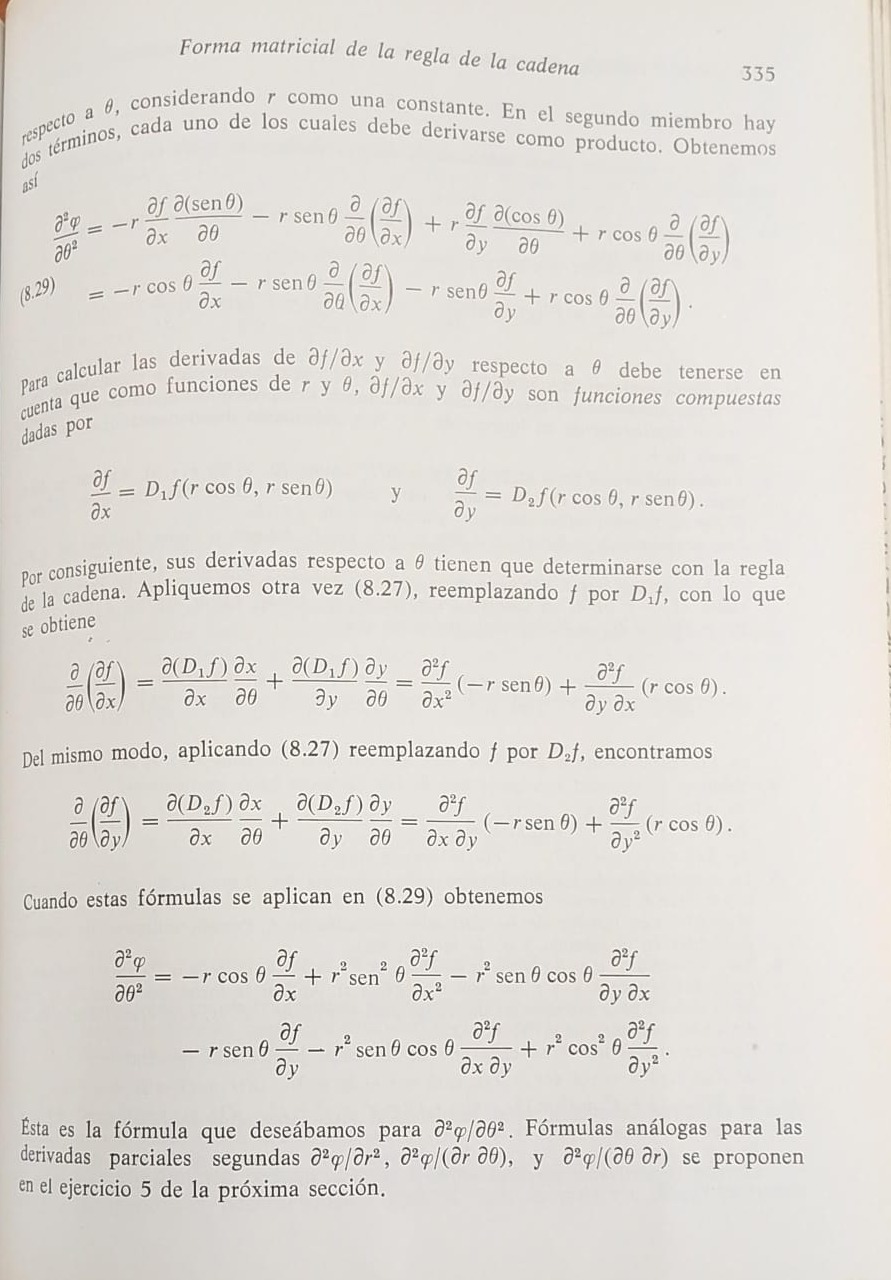 Forma matricial de la regla de la cadena 335
respecto a θ, considerando r como una constante. En el segundo miembro hay
dos términos, cada uno de los cuales debe derivarse como producto. Obtenemos
así
∂²φ/∂θ² = −r ∂f/∂x ∂(sen θ)/∂θ − r sen θ ∂/∂θ(∂f/∂x) + r ∂f/∂y ∂(cos θ)/∂θ + r cos θ ∂/∂θ(∂f/∂y)
(8.29) = −r cos θ ∂f/∂x − r sen θ ∂/∂θ(∂f/∂x) − r sen θ ∂f/∂y + r cos θ ∂/∂θ(∂f/∂y).
Para calcular las derivadas de ∂f/∂x y ∂f/∂y respecto a θ debe tenerse en
cuenta que como funciones de r y θ, ∂f/∂x y ∂f/∂y son funciones compuestas
dadas por
∂f/∂x = D₁f(r cos θ, r sen θ) y ∂f/∂y = D₂f(r cos θ, r sen θ).
Por consiguiente, sus derivadas respecto a θ tienen que determinarse con la regla
de la cadena. Apliquemos otra vez (8.27), reemplazando f por D₁f, con lo que
se obtiene
∂/∂θ(∂f/∂x) = ∂(D₁f)/∂x ∂x/∂θ + ∂(D₁f)/∂y ∂y/∂θ = ∂²f/∂x² (−r sen θ) + ∂²f/∂y ∂x (r cos θ).
Del mismo modo, aplicando (8.27) reemplazando f por D₂f, encontramos
∂/∂θ(∂f/∂y) = ∂(D₂f)/∂x ∂x/∂θ + ∂(D₂f)/∂y ∂y/∂θ = ∂²f/∂x ∂y (−r sen θ) + ∂²f/∂y² (r cos θ).
Cuando estas fórmulas se aplican en (8.29) obtenemos
∂²φ/∂θ² = −r cos θ ∂f/∂x + r² sen² θ ∂²f/∂x² − r² sen θ cos θ ∂²f/∂y ∂x
− r sen θ ∂f/∂y − r² sen θ cos θ ∂²f/∂x ∂y + r² cos² θ ∂²f/∂y².
Ésta es la fórmula que deseábamos para ∂²φ/∂θ². Fórmulas análogas para las
derivadas parciales segundas ∂²φ/∂r², ∂²φ/(∂r ∂θ), y ∂²φ/(∂θ ∂r) se proponen
en el ejercicio 5 de la próxima sección.